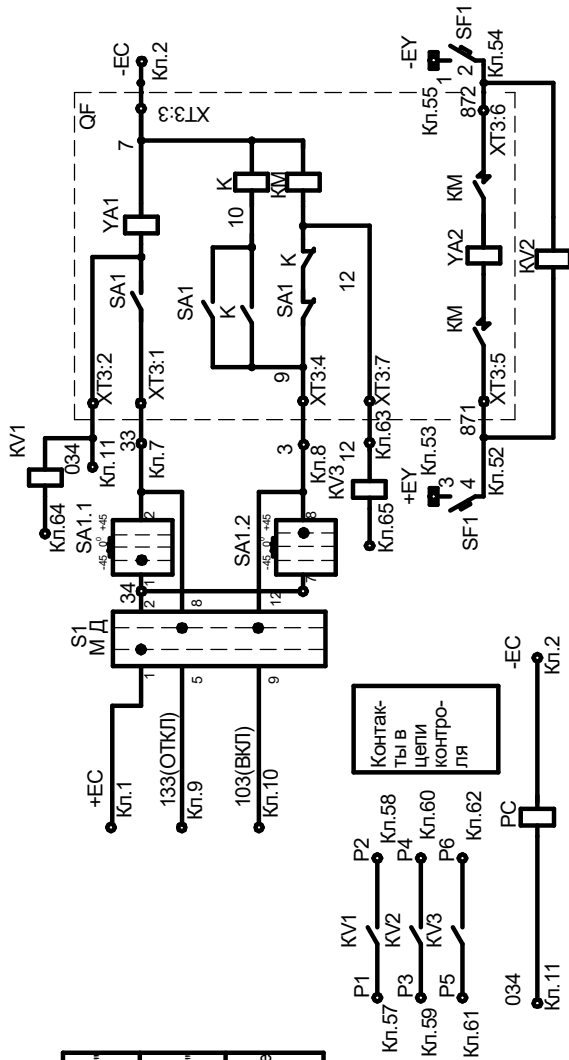 +EC
Кл.1
133(ОТКЛ)
Кл.9
103(ВКЛ)
Кл.10
S1
М Д
1
2
5
8
9
12
34
SA1.1
-45 0° +45
1
2
SA1.2
-45 0° +45
7
8
KV1
Кл.64
034
Кл.11
33
Кл.7
3
Кл.8
KV3
Кл.65
12
Кл.63
XT3:2
XT3:1
XT3:4
XT3:7
SA1
YA1
7
QF
XT3:3
-EC
Кл.2
SA1
K
10
K
9
SA1
K
KM
12
+EY
Кл.53
3
4
SF1
Кл.52
871
XT3:5
KM
YA2
KM
XT3:6
872
Кл.55
-EY
1
2
SF1
Кл.54
KV2
P1
KV1
P2
Кл.57
Кл.58
P3
KV2
P4
Кл.59
Кл.60
P5
KV3
P6
Кл.61
Кл.62
Контак-
ты в
цепи
контро-
ля
034
Кл.11
РС
-EC
Кл.2
"
"
е